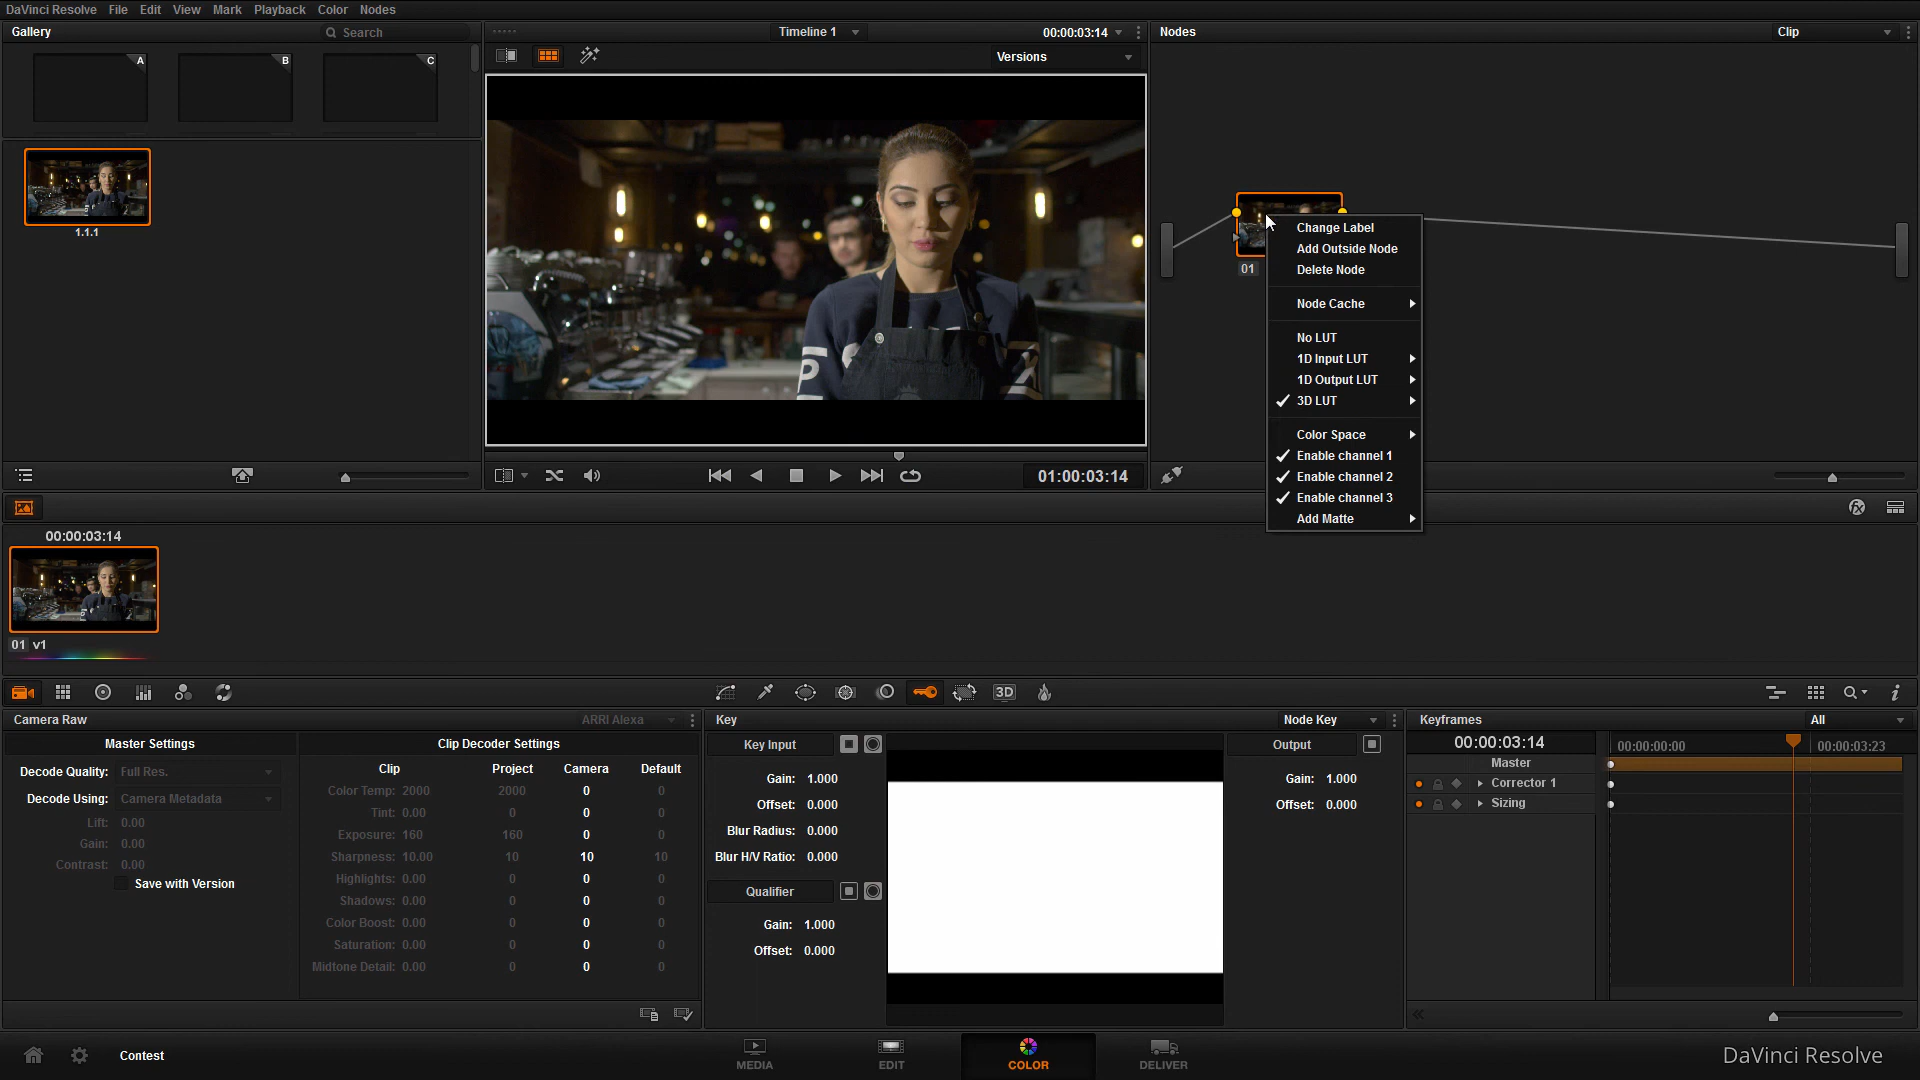 DaVinci Resolve File Edit View Mark Playback Color Nodes
Gallery
Search
A
B
C
1.1.1
Timeline 1
00:00:03:14
Versions
5
Z
01:00:03:14
Nodes
Clip
01
Change Label
Add Outside Node
Delete Node
Node Cache
No LUT
1D Input LUT
1D Output LUT
3D LUT
Color Space
Enable channel 1
Enable channel 2
Enable channel 3
Add Matte
fx
00:00:03:14
01 v1
3D
i
Camera Raw
ARRI Alexa
Master Settings
Decode Quality: Full Res.
Decode Using: Camera Metadata
Lift: 0.00
Gain: 0.00
Contrast: 0.00
Save with Version
Clip Decoder Settings
Clip Project Camera Default
Color Temp: 2000 2000 0 0
Tint: 0.00 0 0 0
Exposure: 160 160 0 0
Sharpness: 10.00 10 10 10
Highlights: 0.00 0 0 0
Shadows: 0.00 0 0 0
Color Boost: 0.00 0 0 0
Saturation: 0.00 0 0 0
Midtone Detail: 0.00 0 0 0
Key
Node Key
Key Input
Gain: 1.000
Offset: 0.000
Blur Radius: 0.000
Blur H/V Ratio: 0.000
Qualifier
Gain: 1.000
Offset: 0.000
Output
Gain: 1.000
Offset: 0.000
Keyframes
All
00:00:03:14
00:00:00:00
00:00:03:23
Master
Corrector 1
Sizing
Contest
MEDIA
EDIT
COLOR
DELIVER
DaVinci Resolve